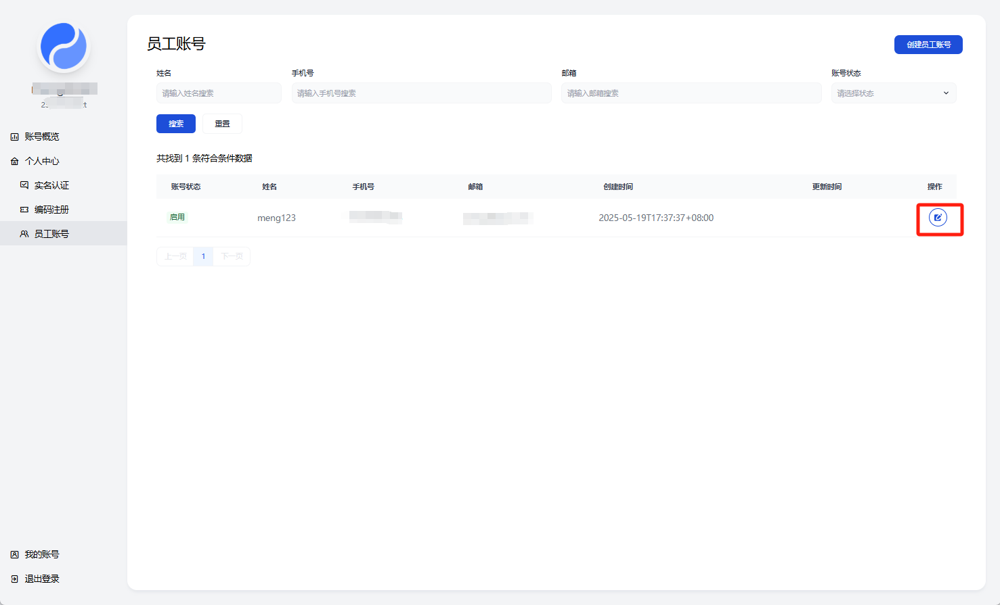 员工账号
创建员工账号
姓名
手机号
邮箱
账号状态
请输入姓名搜索
请输入手机号搜索
请输入邮箱搜索
请选择状态
搜索
重置
共找到 1 条符合条件数据
账号状态 姓名 手机号 邮箱 创建时间 更新时间 操作
启用 meng123 2025-05-19T17:37:37+08:00
上一页 1 下一页
账号概览
个人中心
实名认证
编码注册
员工账号
我的账号
退出登录